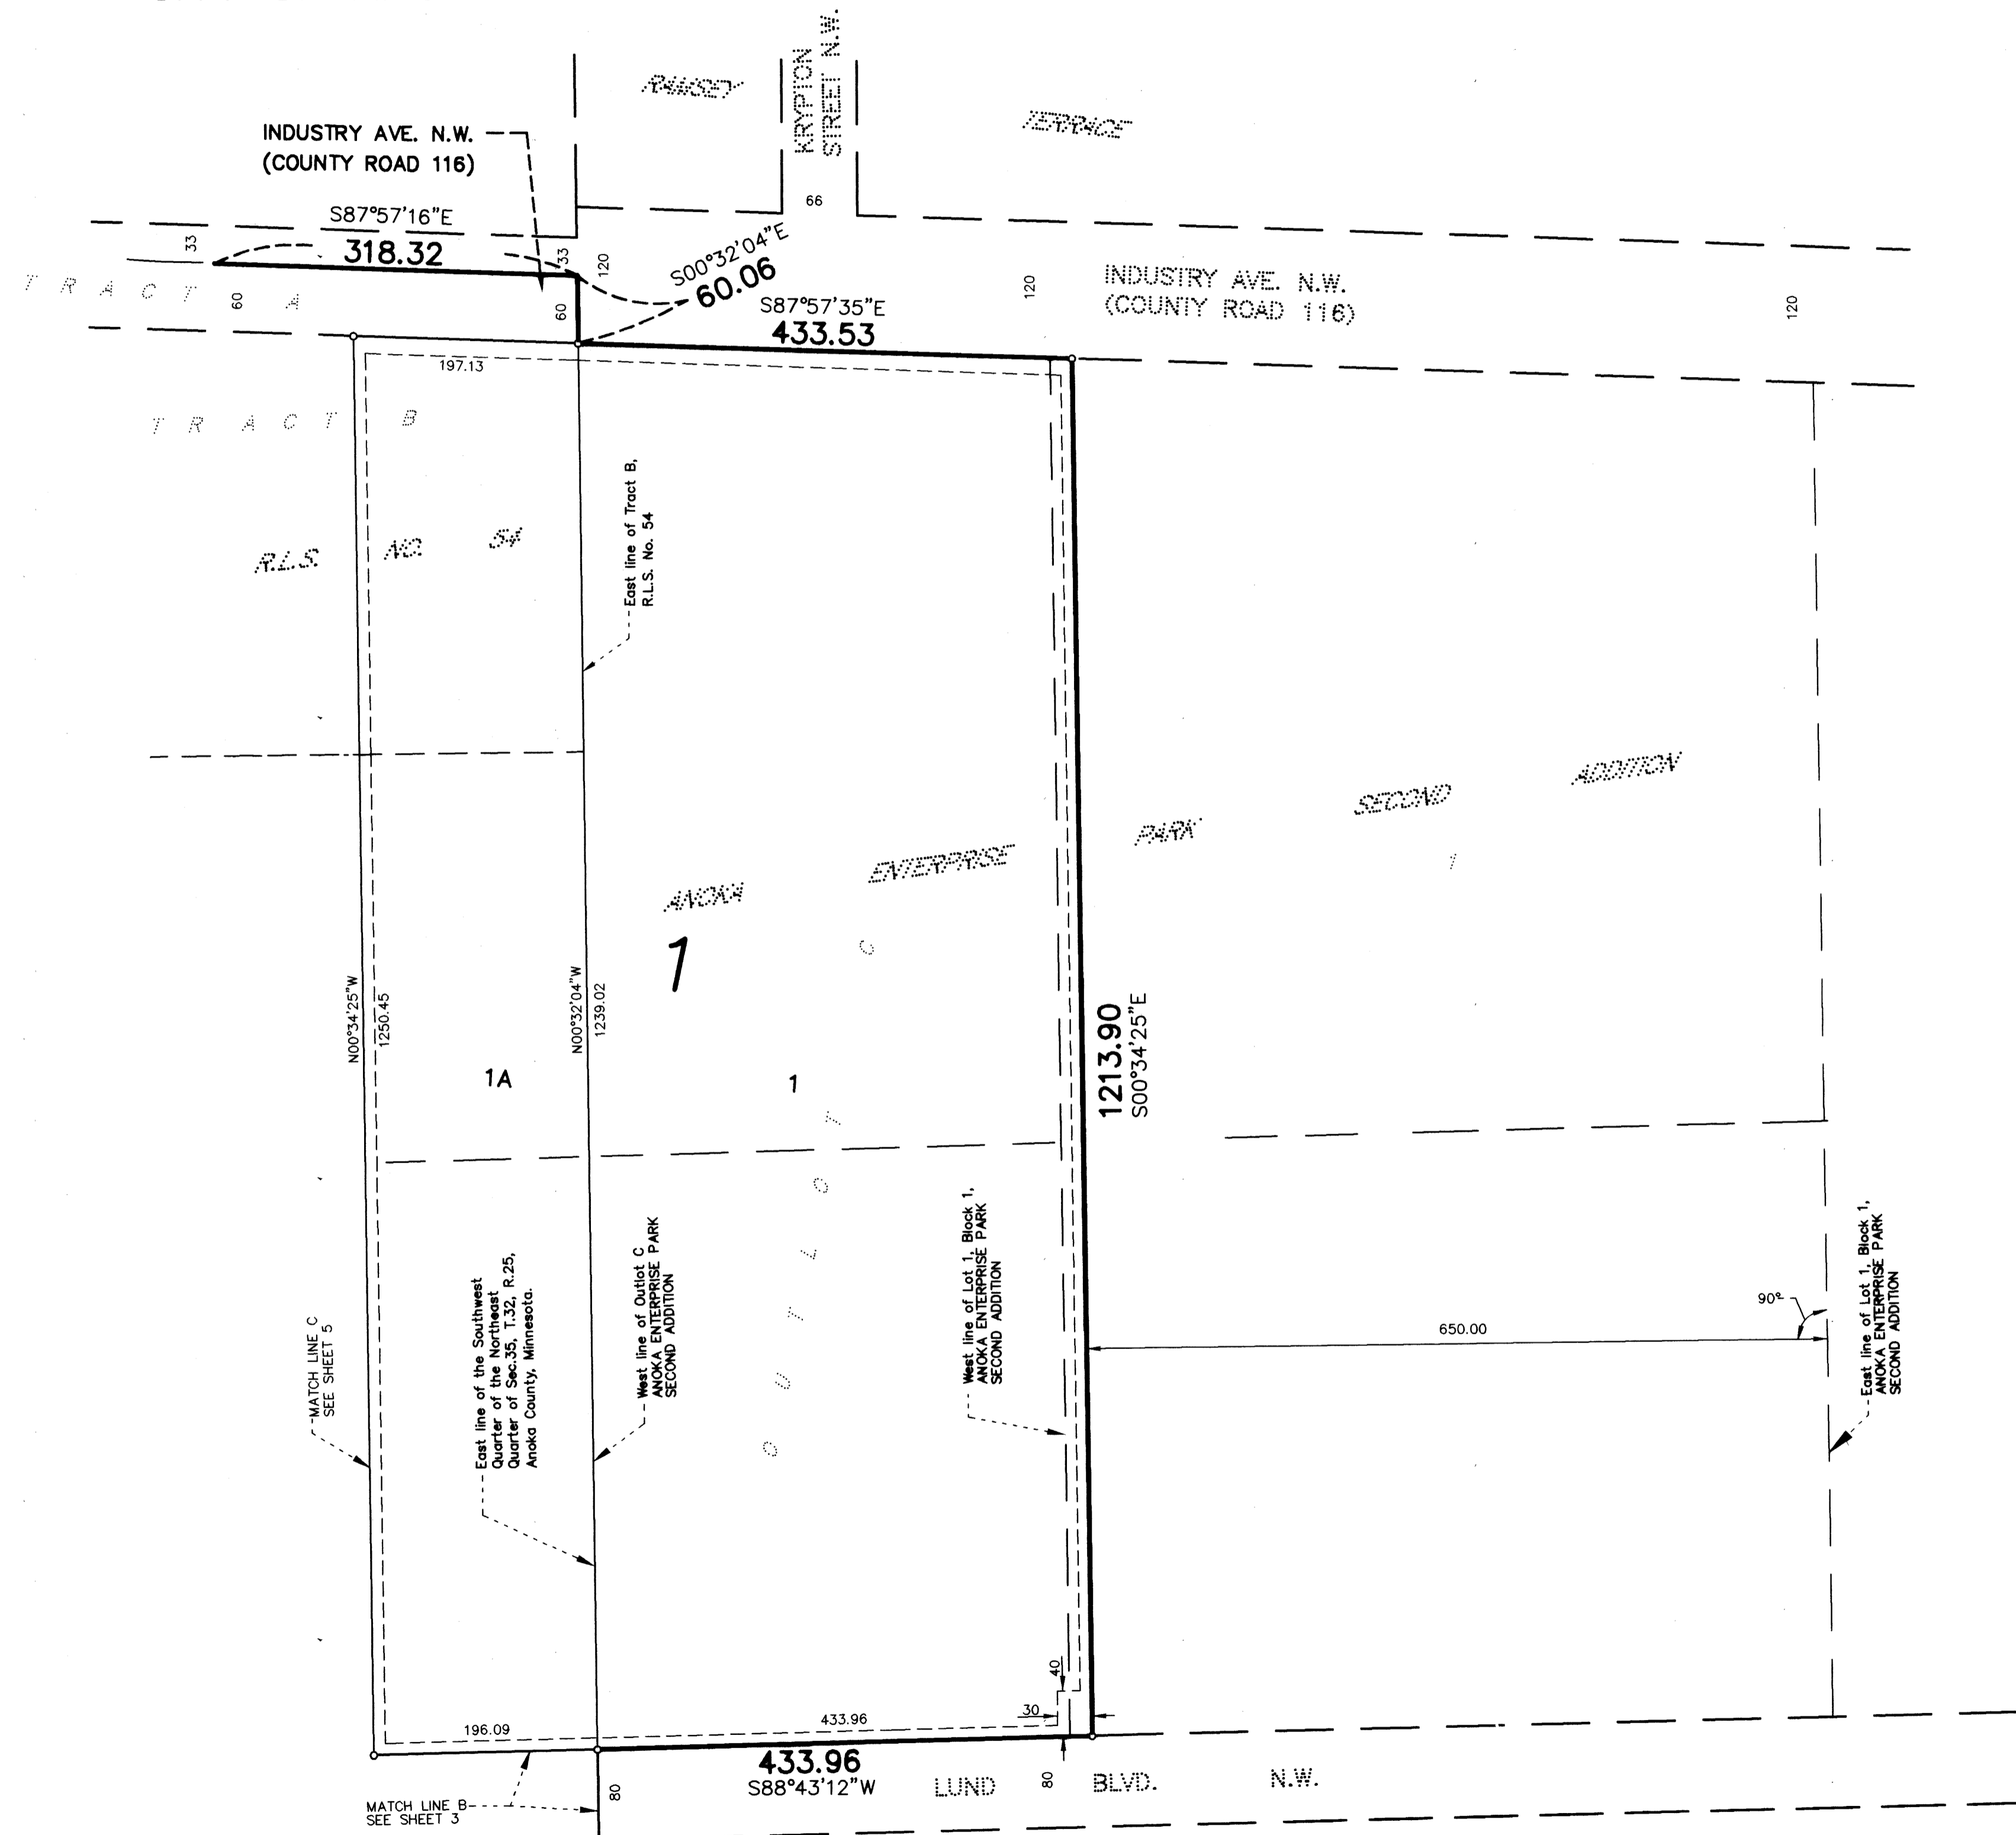 RAMSEY
KRYPTON
STREET N.W.
TERRACE
INDUSTRY AVE. N.W.
(COUNTY ROAD 116)
66
S87°57'16"E
318.32
33
33
120
S00°32'04"E
60.06
120
INDUSTRY AVE. N.W.
(COUNTY ROAD 116)
120
TRACT A
60
60
S87°57'35"E
433.53
197.13
TRACT B
East line of Tract B,
R.L.S. No. 54
R.L.S. NO. 54
ANOKA ENTERPRISE PARK SECOND ADDITION
1
1
N00°34'25"W
1250.45
N00°32'04"W
1239.02
1213.90
S00°34'25"E
1A
1
OUTLOT C
East line of the Southwest
Quarter of the Northeast
Quarter of Sec.35, T.32, R.25,
Anoka County, Minnesota.
West line of Outlot C
ANOKA ENTERPRISE PARK
SECOND ADDITION
West line of Lot 1, Block 1,
ANOKA ENTERPRISE PARK
SECOND ADDITION
East line of Lot 1, Block 1,
ANOKA ENTERPRISE PARK
SECOND ADDITION
MATCH LINE C
SEE SHEET 5
90°
650.00
40
30
196.09
433.96
433.96
S88°43'12"W
80
80
LUND BLVD. N.W.
MATCH LINE B
SEE SHEET 3